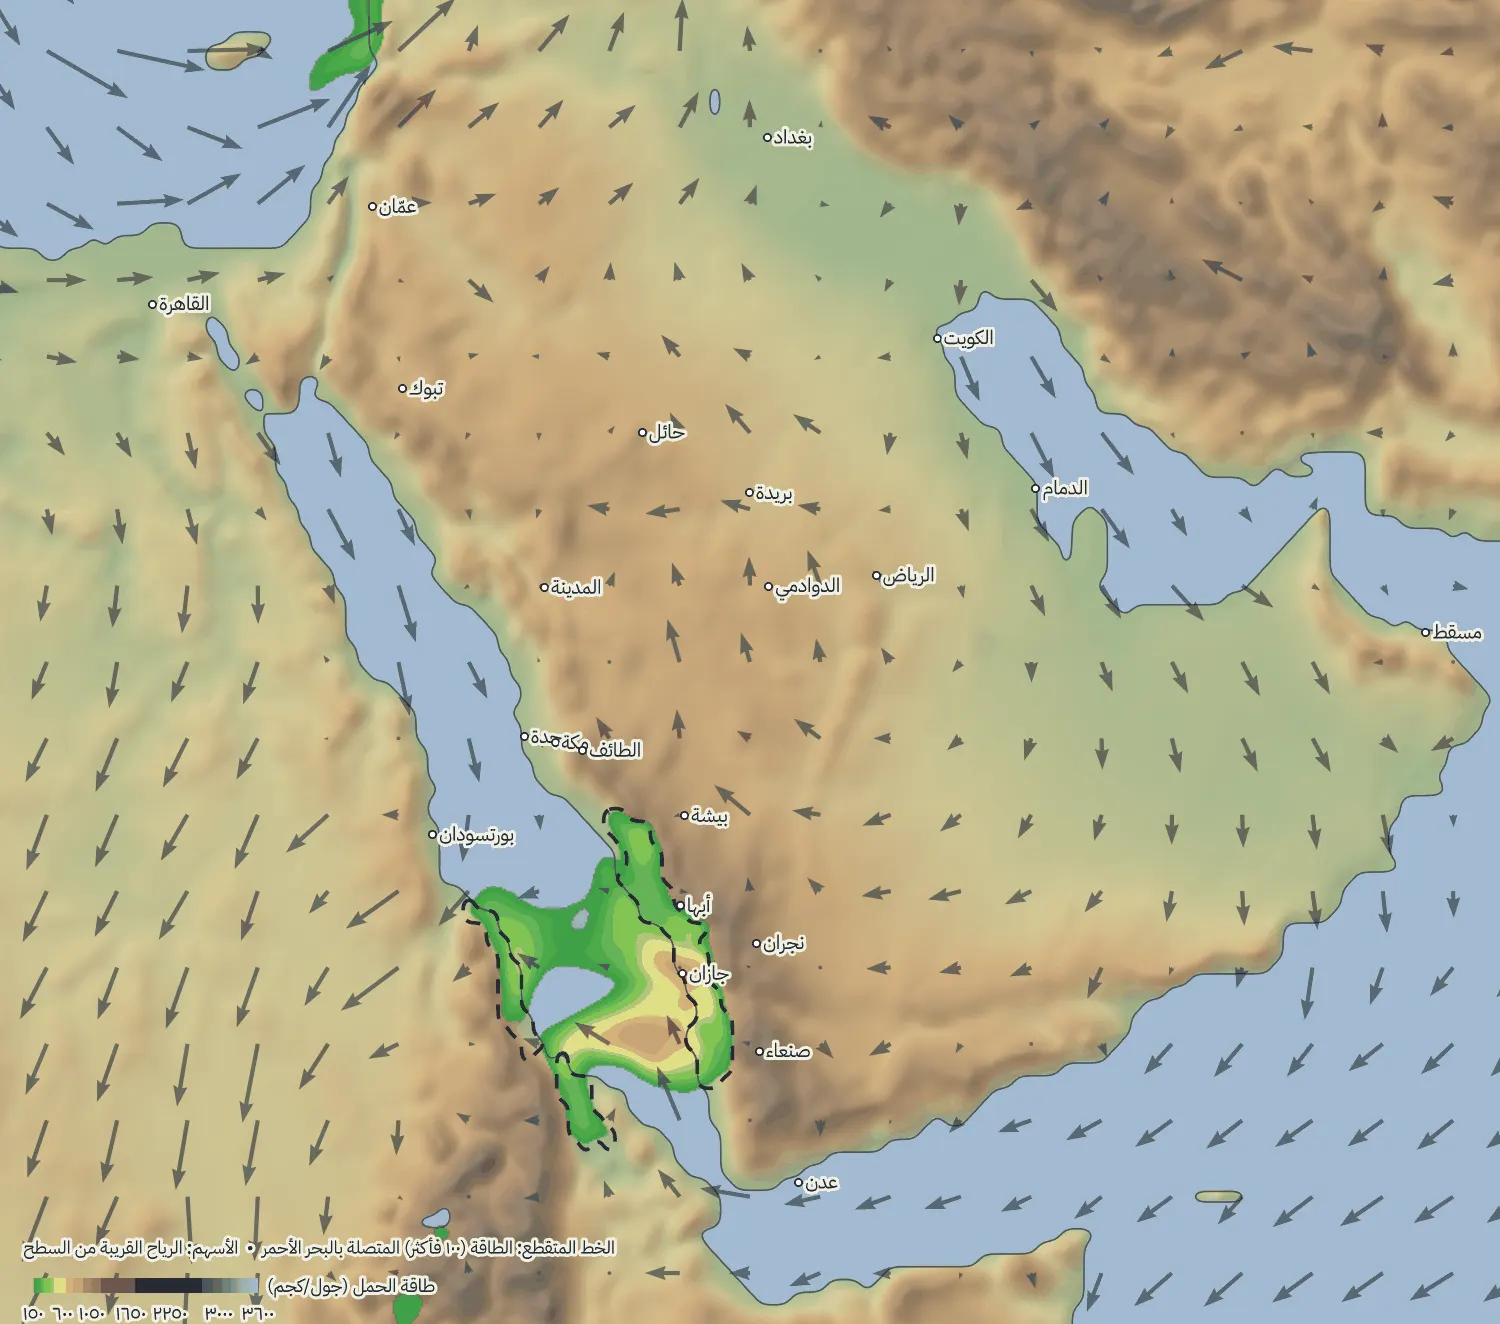 بغداد
عمّان
القاهرة
الكويت
تبوك
حائل
الدمام
بريدة
الرياض
المدينة
الدوادمي
مسقط
جدة
مكة
الطائف
بيشة
بورتسودان
أبها
نجران
جازان
صنعاء
عدن
الخط المتقطع: الطاقة (١٠٠ فأكثر) المتصلة بالبحر الأحمر • الأسهم: الرياح القريبة من السطح
طاقة الحمل (جول/كجم)
١٥٠ ٦٠٠ ١٠٥٠ ١٦٥٠ ٢٢٥٠ ٣٠٠٠ ٣٦٠٠